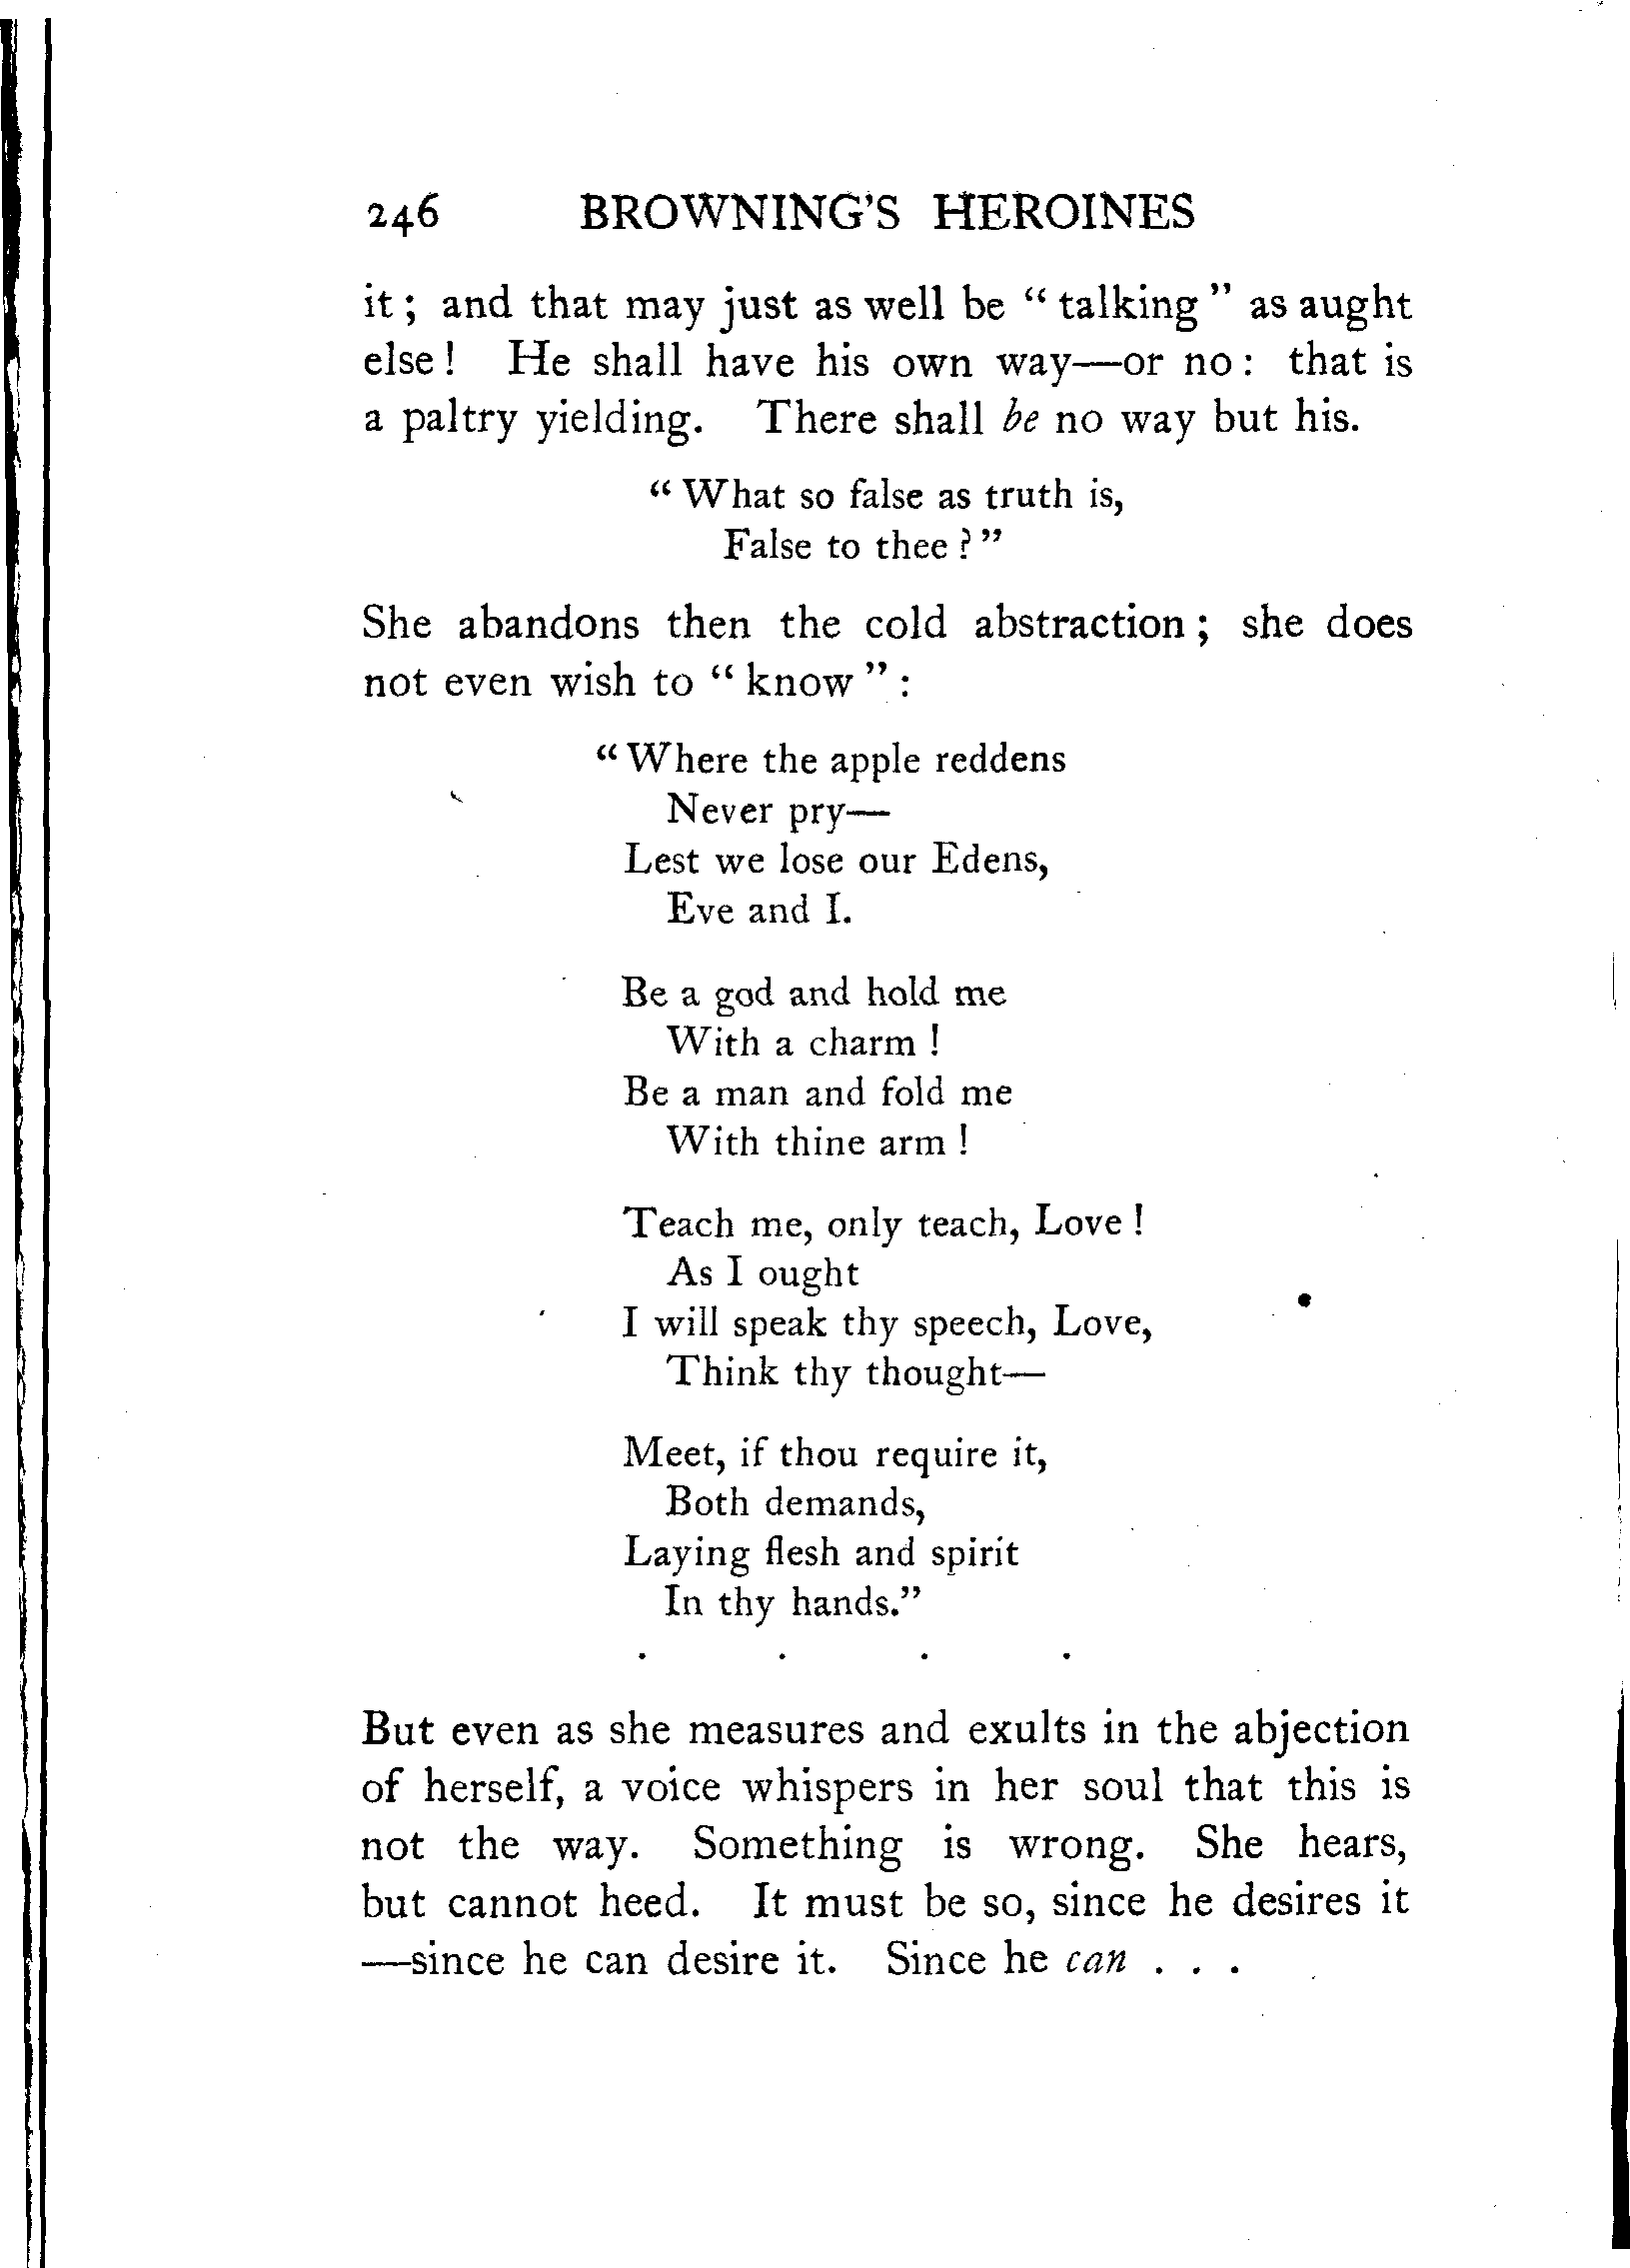 246 BROWNING'S HEROINES
it; and that may just as well be "talking" as aught
else! He shall have his own way—or no: that is
a paltry yielding. There shall be no way but his.
"What so false as truth is,
False to thee?"
She abandons then the cold abstraction; she does
not even wish to "know":
"Where the apple reddens
Never pry—
Lest we lose our Edens,
Eve and I.
Be a god and hold me
With a charm!
Be a man and fold me
With thine arm!
Teach me, only teach, Love!
As I ought
I will speak thy speech, Love,
Think thy thought—
Meet, if thou require it,
Both demands,
Laying flesh and spirit
In thy hands."
. . . .
But even as she measures and exults in the abjection
of herself, a voice whispers in her soul that this is
not the way. Something is wrong. She hears,
but cannot heed. It must be so, since he desires it
—since he can desire it. Since he can . . .